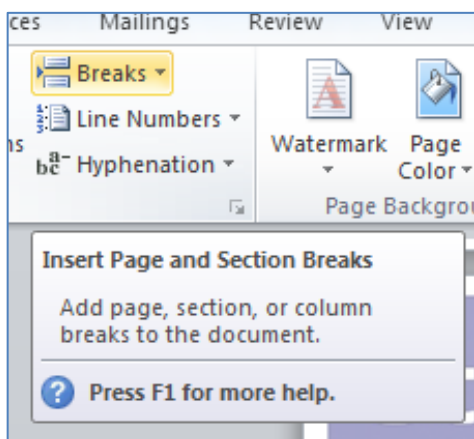 ces Mailings Review View
Breaks
Line Numbers
ns
Hyphenation
Watermark Page Color
Page Backgrou
Insert Page and Section Breaks
Add page, section, or column
breaks to the document.
Press F1 for more help.